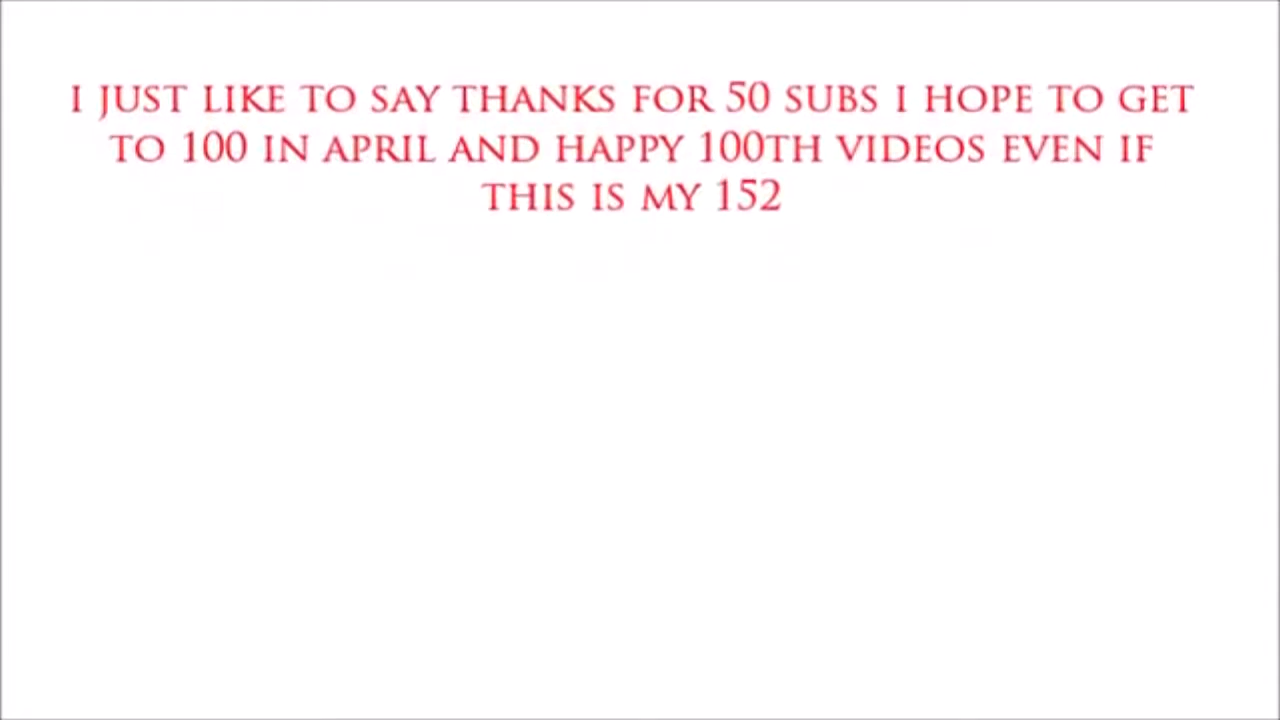 I JUST LIKE TO SAY THANKS FOR 50 SUBS I HOPE TO GET
TO 100 IN APRIL AND HAPPY 100TH VIDEOS EVEN IF
THIS IS MY 152